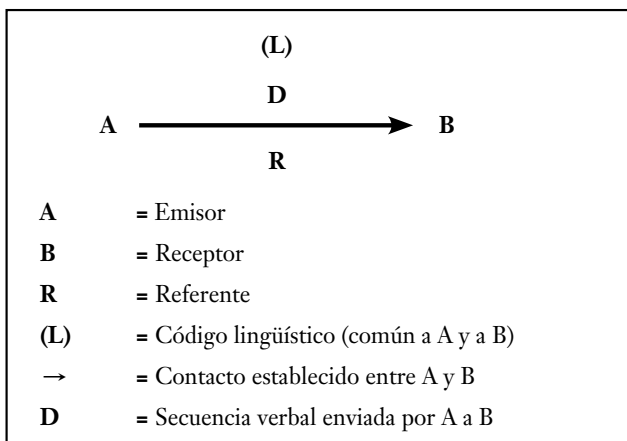 (L)
D
A B
R
A = Emisor
B = Receptor
R = Referente
(L) = Código lingüístico (común a A y a B)
→ = Contacto establecido entre A y B
D = Secuencia verbal enviada por A a B